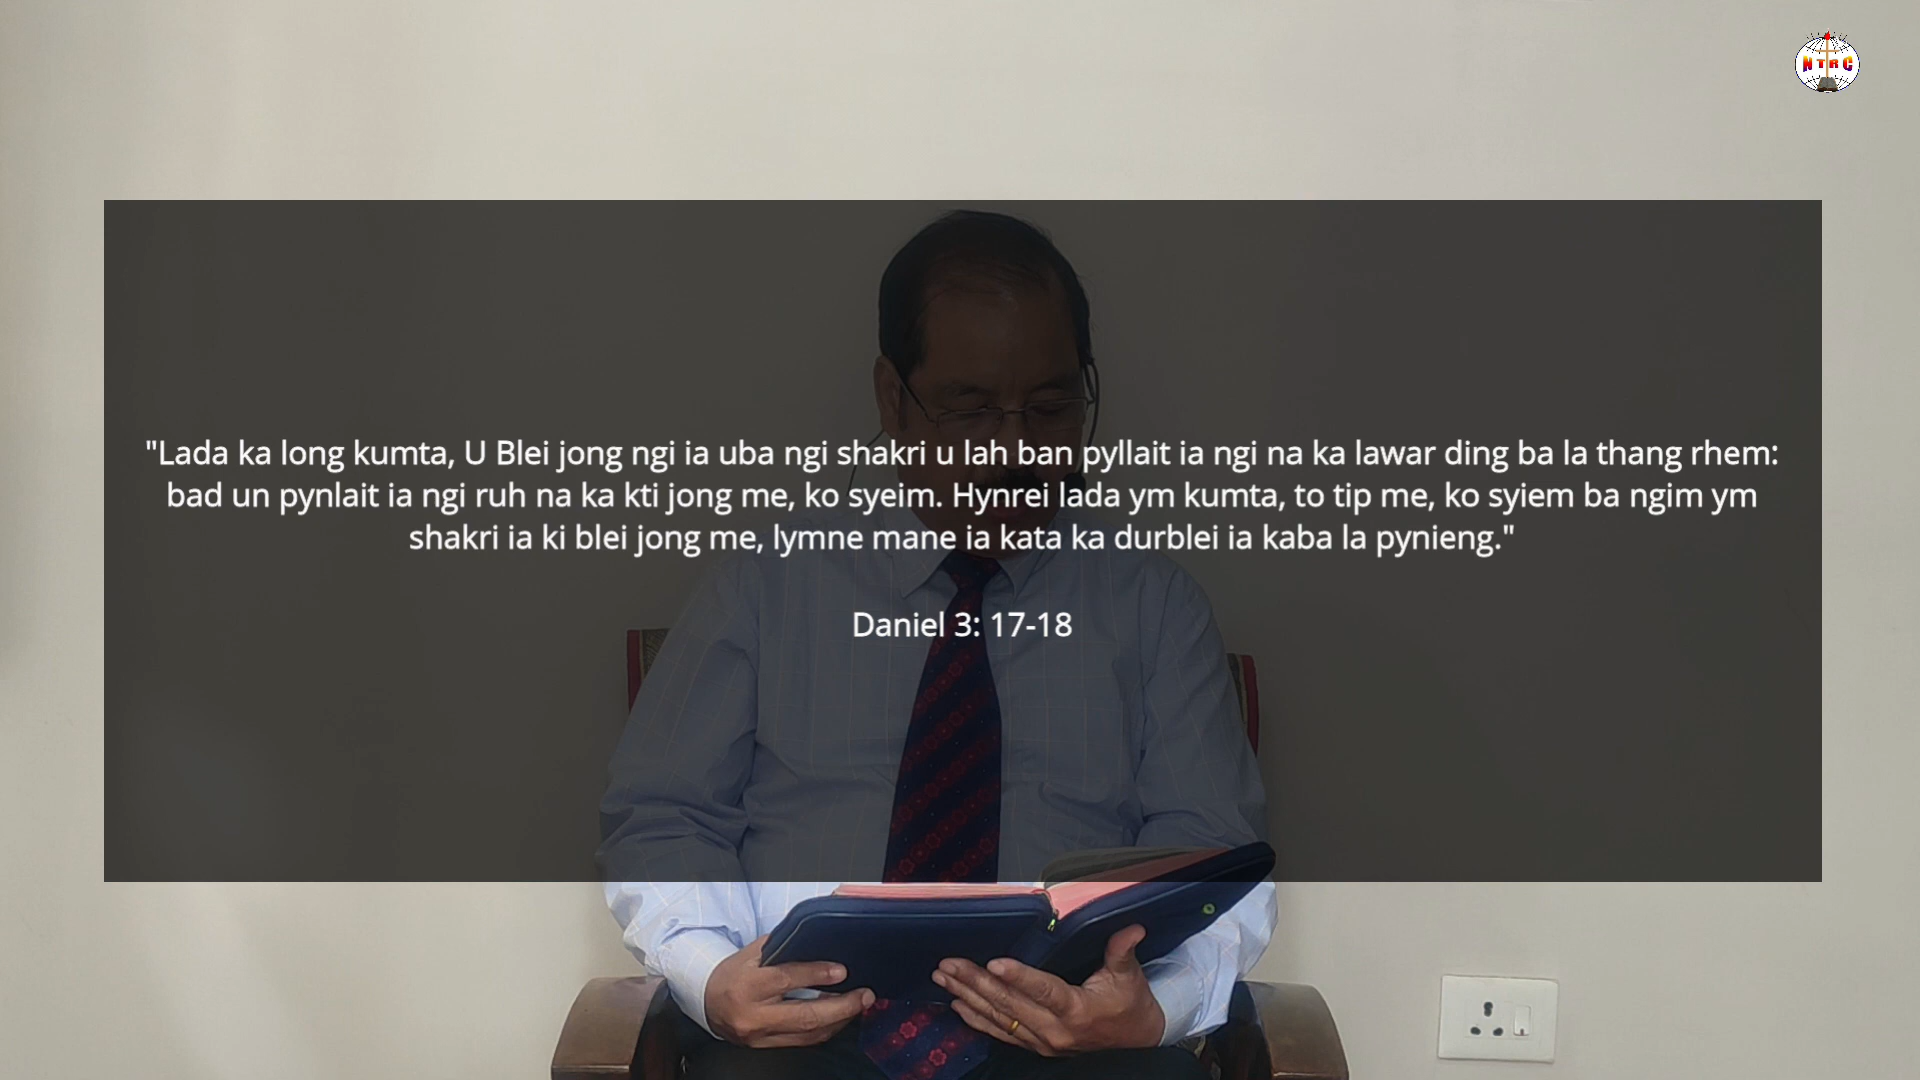 NTRC
"Lada ka long kumta, U Blei jong ngi ia uba ngi shakri u lah ban pyllait ia ngi na ka lawar ding ba la thang rhem:
bad un pynlait ia ngi ruh na ka kti jong me, ko syeim. Hynrei lada ym kumta, to tip me, ko syiem ba ngim ym
shakri ia ki blei jong me, lymne mane ia kata ka durblei ia kaba la pynieng."
Daniel 3: 17-18